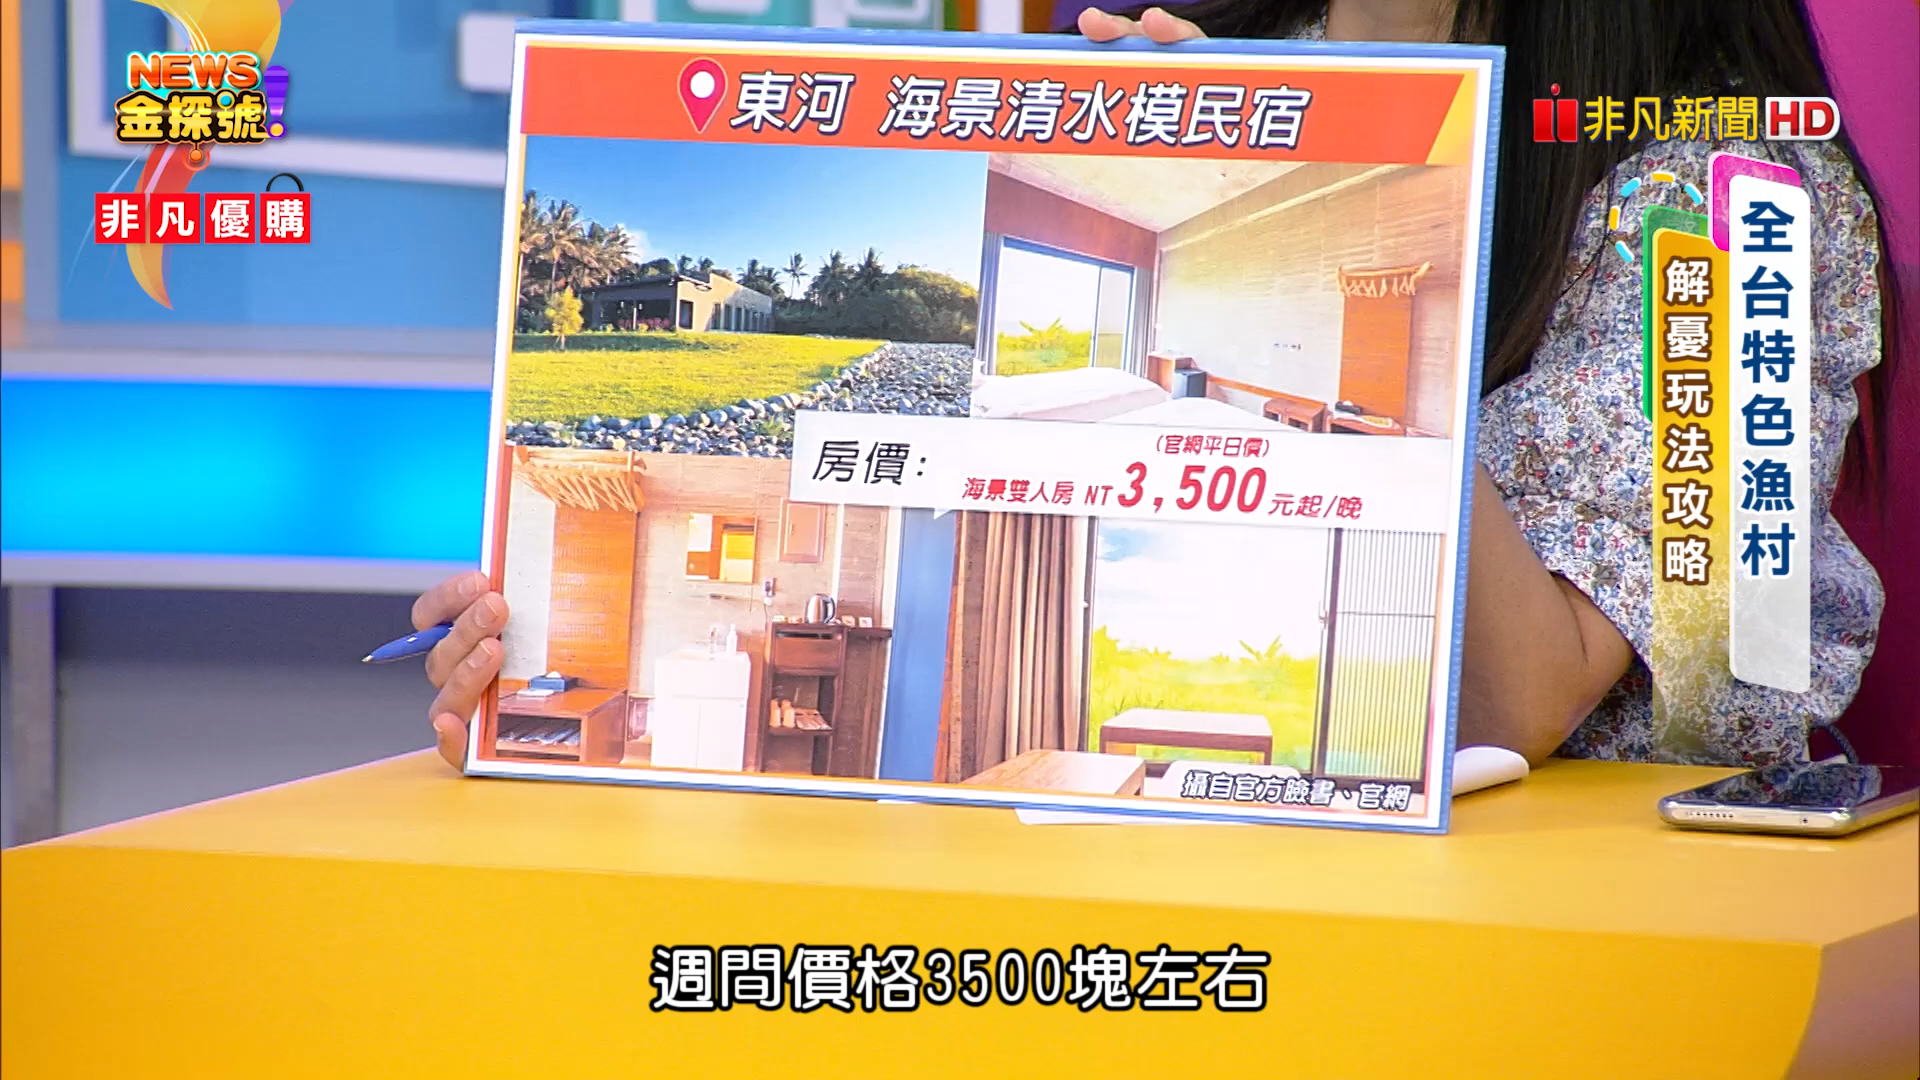 NEWS
金探號!
非凡優購
非凡新聞HD
全台特色漁村
解憂玩法攻略
東河 海景清水模民宿
房價:
(官網平日價)
海景雙人房 NT 3,500元起/晚
攝自官方臉書、官網
週間價格3500塊左右